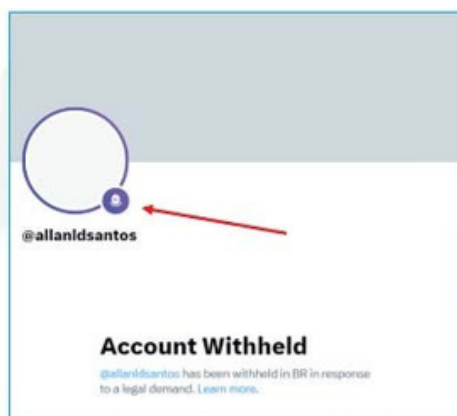 @allanldsantos
Account Withheld
@allanldsantos has been withheld in BR in response
to a legal demand. Learn more.